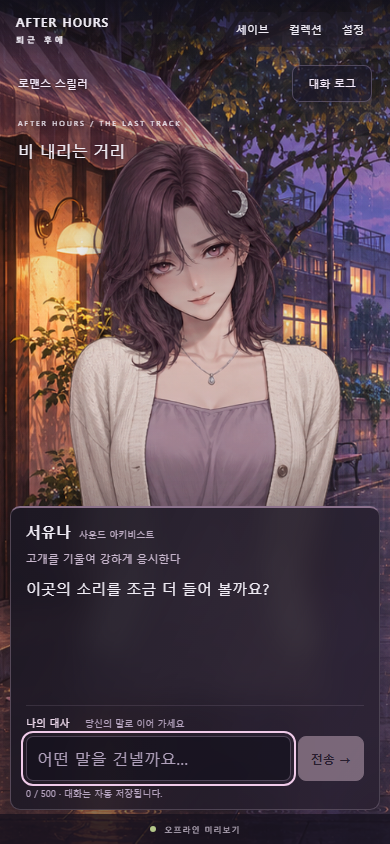 AFTER HOURS
퇴근 후에
세이브 컬렉션 설정
로맨스 스릴러
대화 로그
AFTER HOURS / THE LAST TRACK
비 내리는 거리
서유나 사운드 아키비스트
고개를 기울여 강하게 응시한다
이곳의 소리를 조금 더 들어 볼까요?
나의 대사 당신의 말로 이어 가세요
어떤 말을 건넬까요...
전송 →
0 / 500 · 대화는 자동 저장됩니다.
오프라인 미리보기